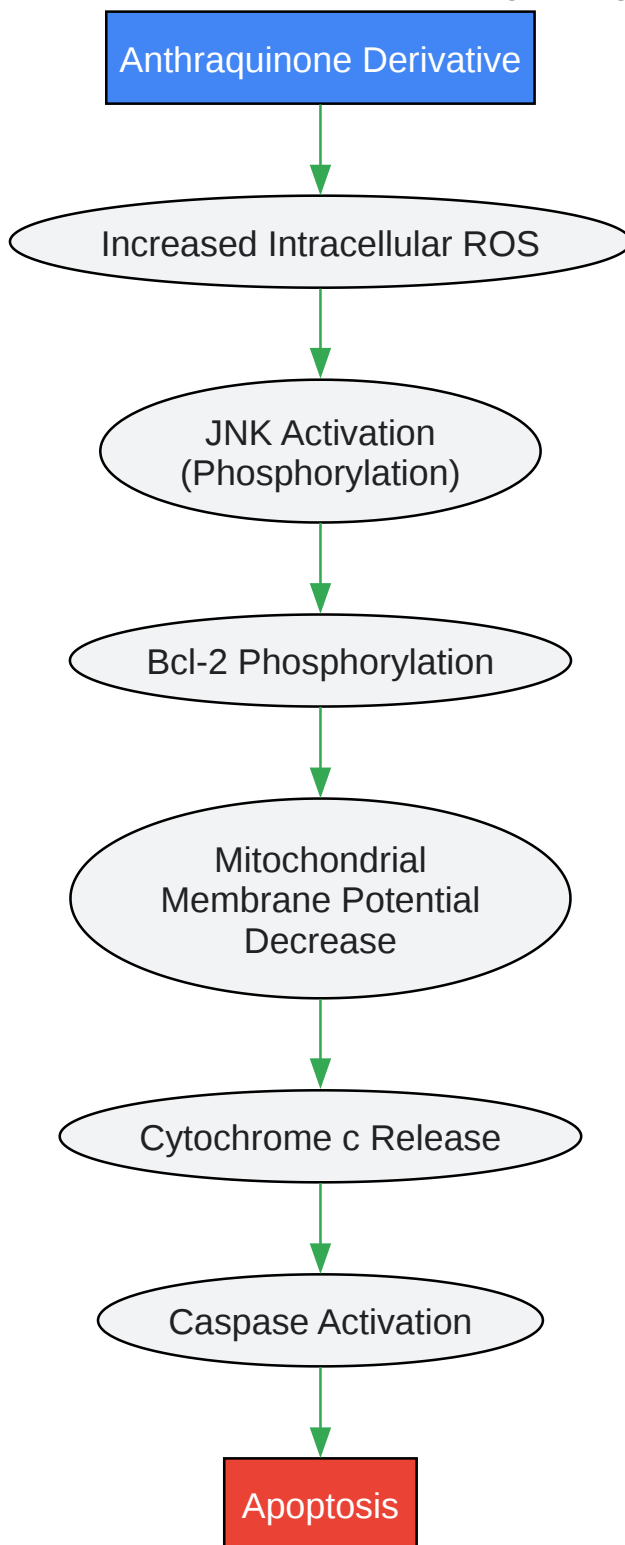 Anthraquinone Derivative
Increased Intracellular ROS
JNK Activation
(Phosphorylation)
Bcl-2 Phosphorylation
Mitochondrial
Membrane Potential
Decrease
Cytochrome c Release
Caspase Activation
Apoptosis